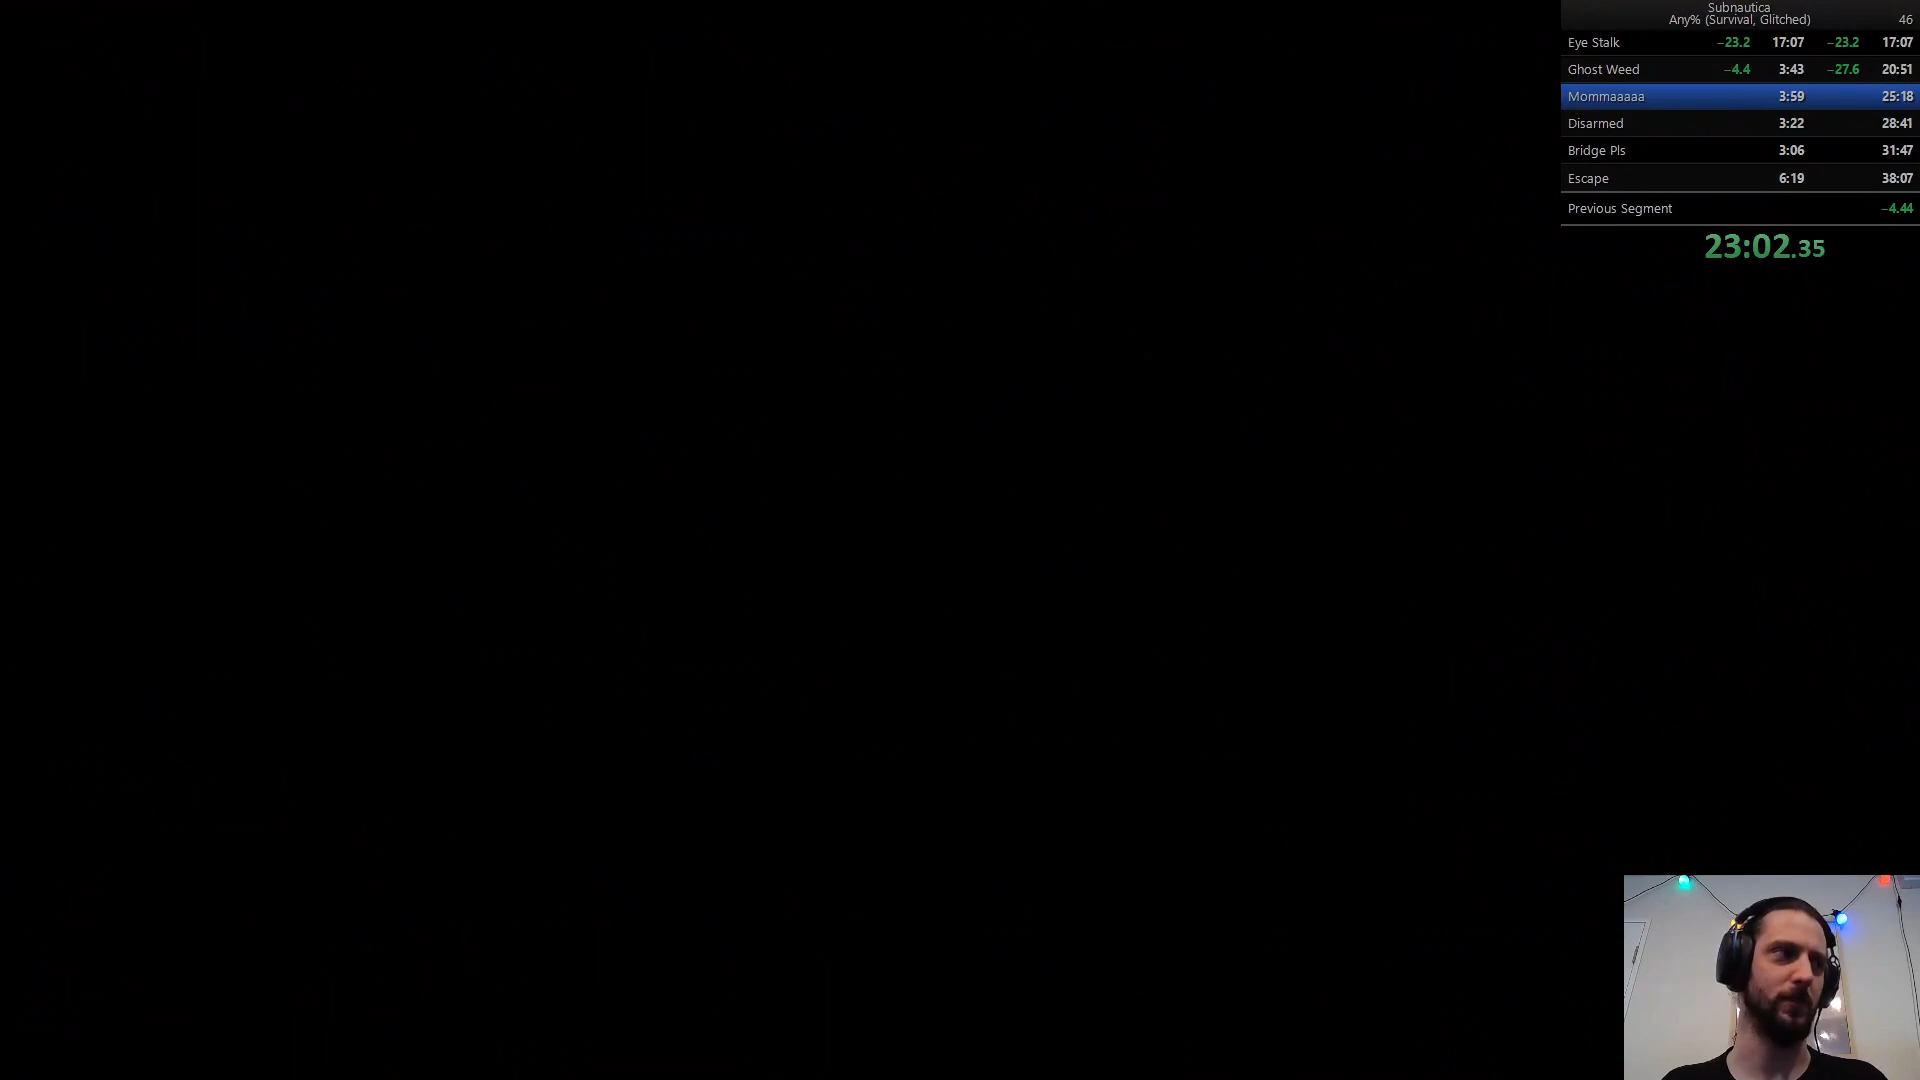 Subnautica
Any% (Survival, Glitched) 46
Eye Stalk −23.2 17:07 −23.2 17:07
Ghost Weed −4.4 3:43 −27.6 20:51
Mommaaaaa 3:59 25:18
Disarmed 3:22 28:41
Bridge Pls 3:06 31:47
Escape 6:19 38:07
Previous Segment −4.44
23:02.35